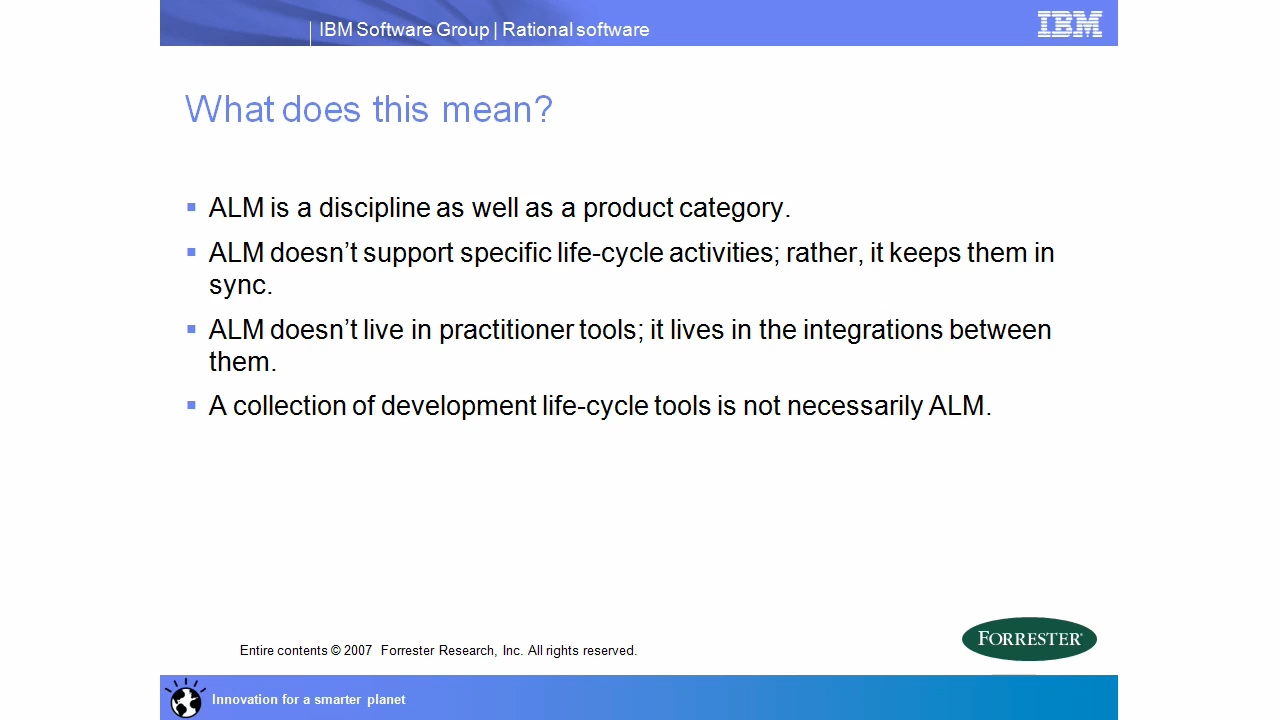 IBM Software Group | Rational software
IBM
What does this mean?
▪ ALM is a discipline as well as a product category.
▪ ALM doesn’t support specific life-cycle activities; rather, it keeps them in
sync.
▪ ALM doesn’t live in practitioner tools; it lives in the integrations between
them.
▪ A collection of development life-cycle tools is not necessarily ALM.
FORRESTER®
Entire contents © 2007 Forrester Research, Inc. All rights reserved.
Innovation for a smarter planet